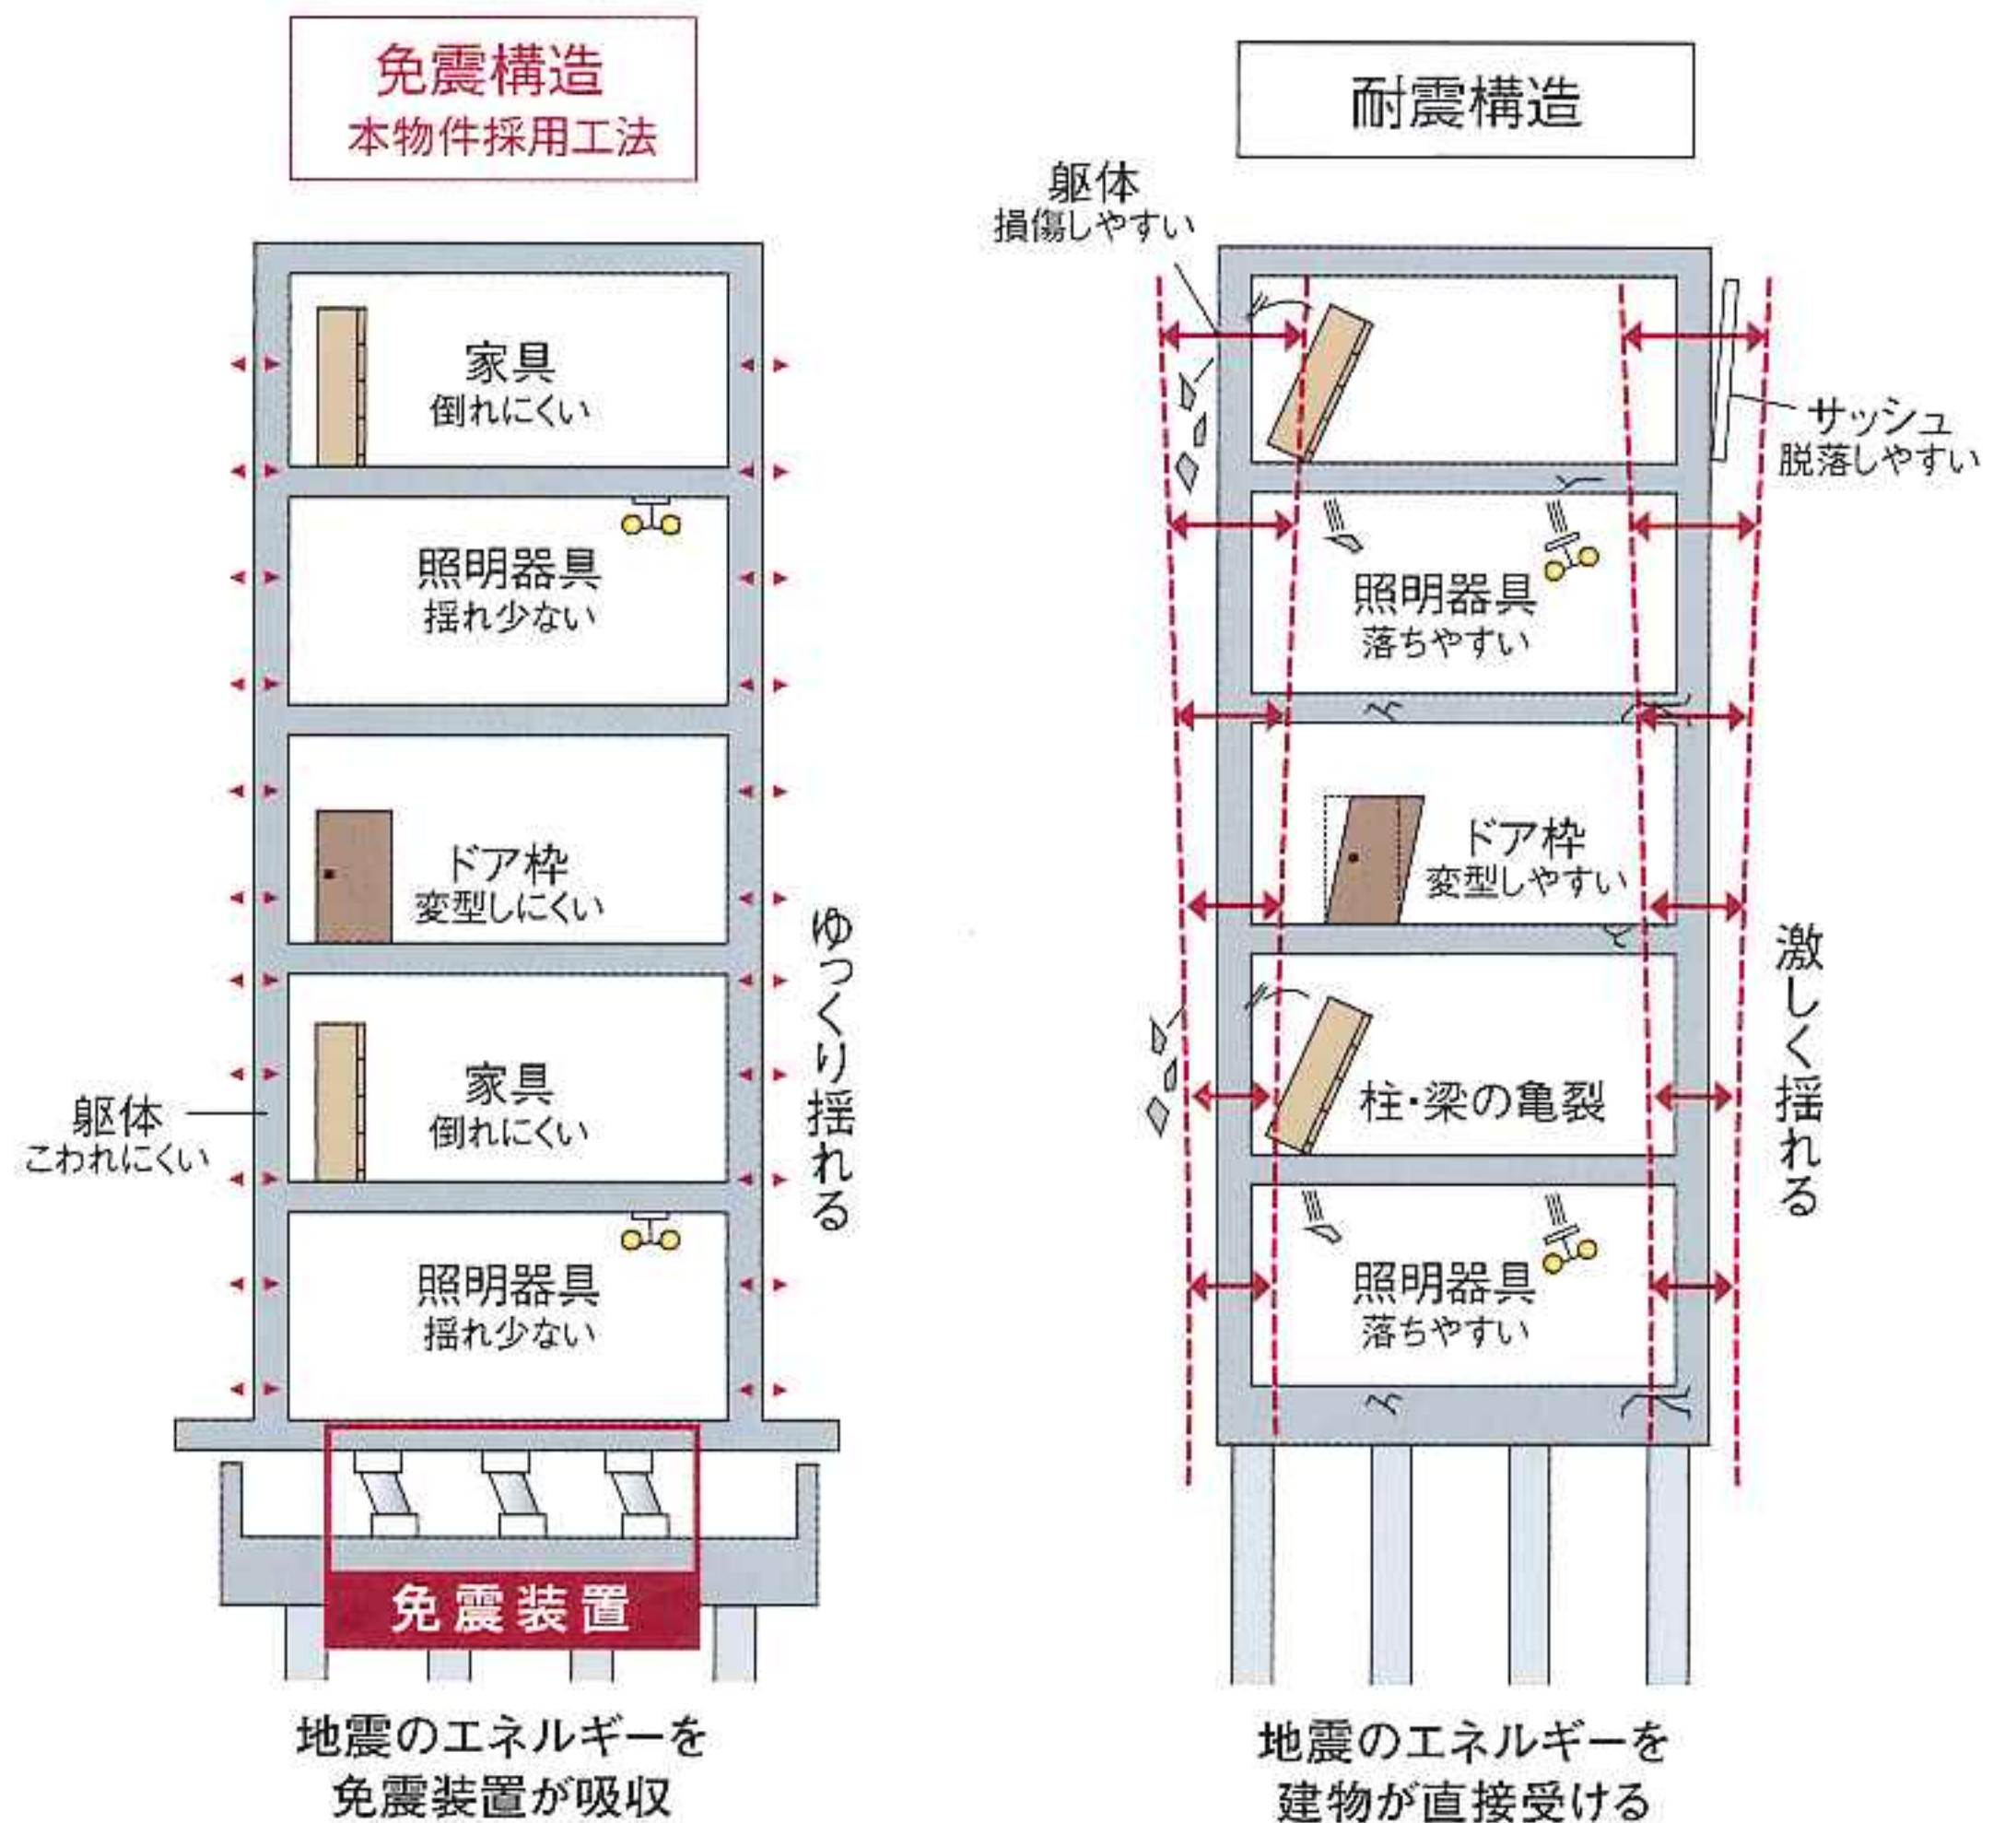 免震構造
本物件採用工法
家具
倒れにくい
照明器具
揺れ少ない
ドア枠
変型しにくい
家具
倒れにくい
照明器具
揺れ少ない
躯体
こわれにくい
ゆっくり揺れる
免震装置
地震のエネルギーを
免震装置が吸収
耐震構造
躯体
損傷しやすい
サッシュ
脱落しやすい
照明器具
落ちやすい
ドア枠
変型しやすい
柱・梁の亀裂
照明器具
落ちやすい
激しく揺れる
地震のエネルギーを
建物が直接受ける